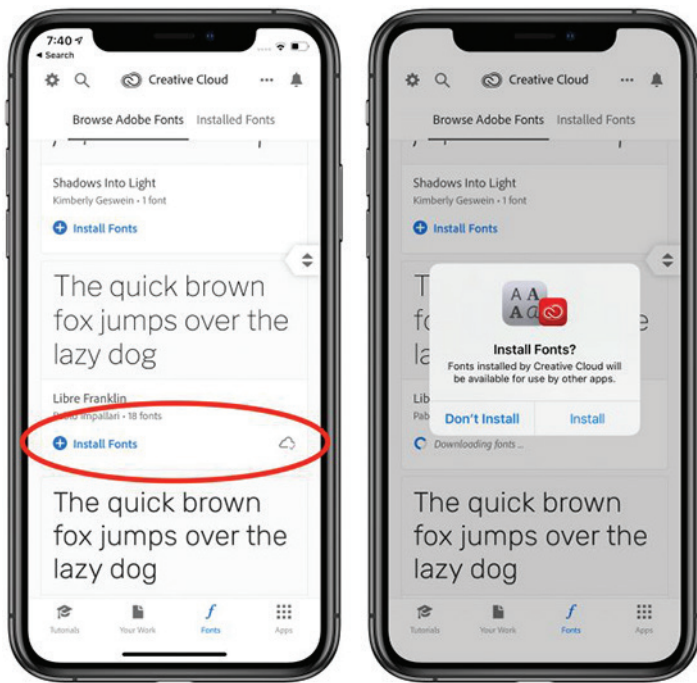 7:40
Search
Creative Cloud
Browse Adobe Fonts Installed Fonts
Shadows Into Light
Kimberly Geswein • 1 font
Install Fonts
The quick brown
fox jumps over the
lazy dog
Libre Franklin
Pablo Impallari • 18 fonts
Install Fonts
The quick brown
fox jumps over the
lazy dog
Tutorials Your Work Fonts Apps
Creative Cloud
Browse Adobe Fonts Installed Fonts
Shadows Into Light
Kimberly Geswein • 1 font
Install Fonts
T
fo
la
e
A A
A a
Install Fonts?
Fonts installed by Creative Cloud will
be available for use by other apps.
Don't Install Install
Lib
Pab
Downloading fonts ...
The quick brown
fox jumps over the
lazy dog
Tutorials Your Work Fonts Apps